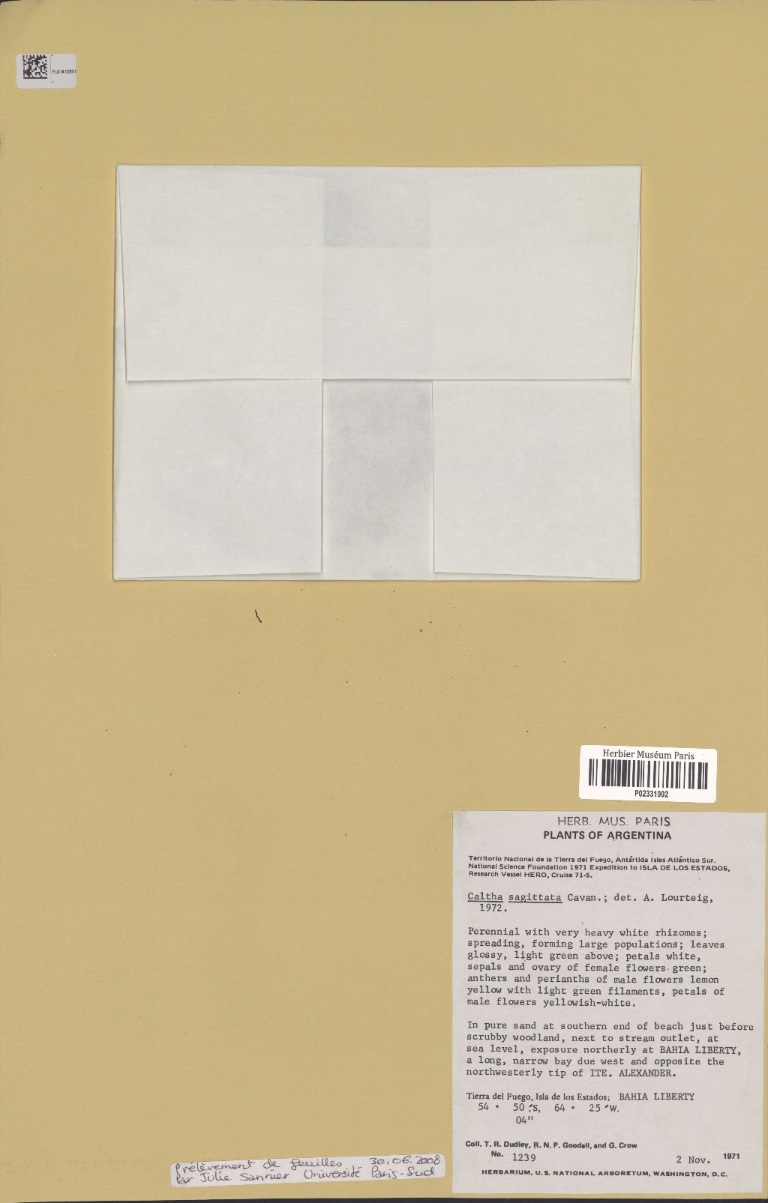 Herbier Muséum Paris
P02331002
HERB. MUS. PARIS
PLANTS OF ARGENTINA
Territorio Nacional de la Tierra del Fuego, Antártida Islas Atlántico Sur.
National Science Foundation 1971 Expedition to ISLA DE LOS ESTADOS,
Research Vessel HERO, Cruise 71-5.
Caltha sagittata Cavan.; det. A. Lourteig,
1972.
Perennial with very heavy white rhizomes;
spreading, forming large populations; leaves
glossy, light green above; petals white,
sepals and ovary of female flowers green;
anthers and perianths of male flowers lemon
yellow with light green filaments, petals of
male flowers yellowish-white.
In pure sand at southern end of beach just before
scrubby woodland, next to stream outlet, at
sea level, exposure northerly at BAHIA LIBERTY,
a long, narrow bay due west and opposite the
northwesterly tip of ITE. ALEXANDER.
Tierra del Fuego, Isla de los Estados; BAHIA LIBERTY
54 ° 50 'S, 64 ° 25 'W.
04"
Coll. T. R. Dudley, R. N. P. Goodall, and G. Crow
No. 1239 2 Nov. 1971
HERBARIUM, U.S. NATIONAL ARBORETUM, WASHINGTON, D.C.
Prélèvement de feuilles 30.06.2008
Par Julie Sannier Université Paris-Sud